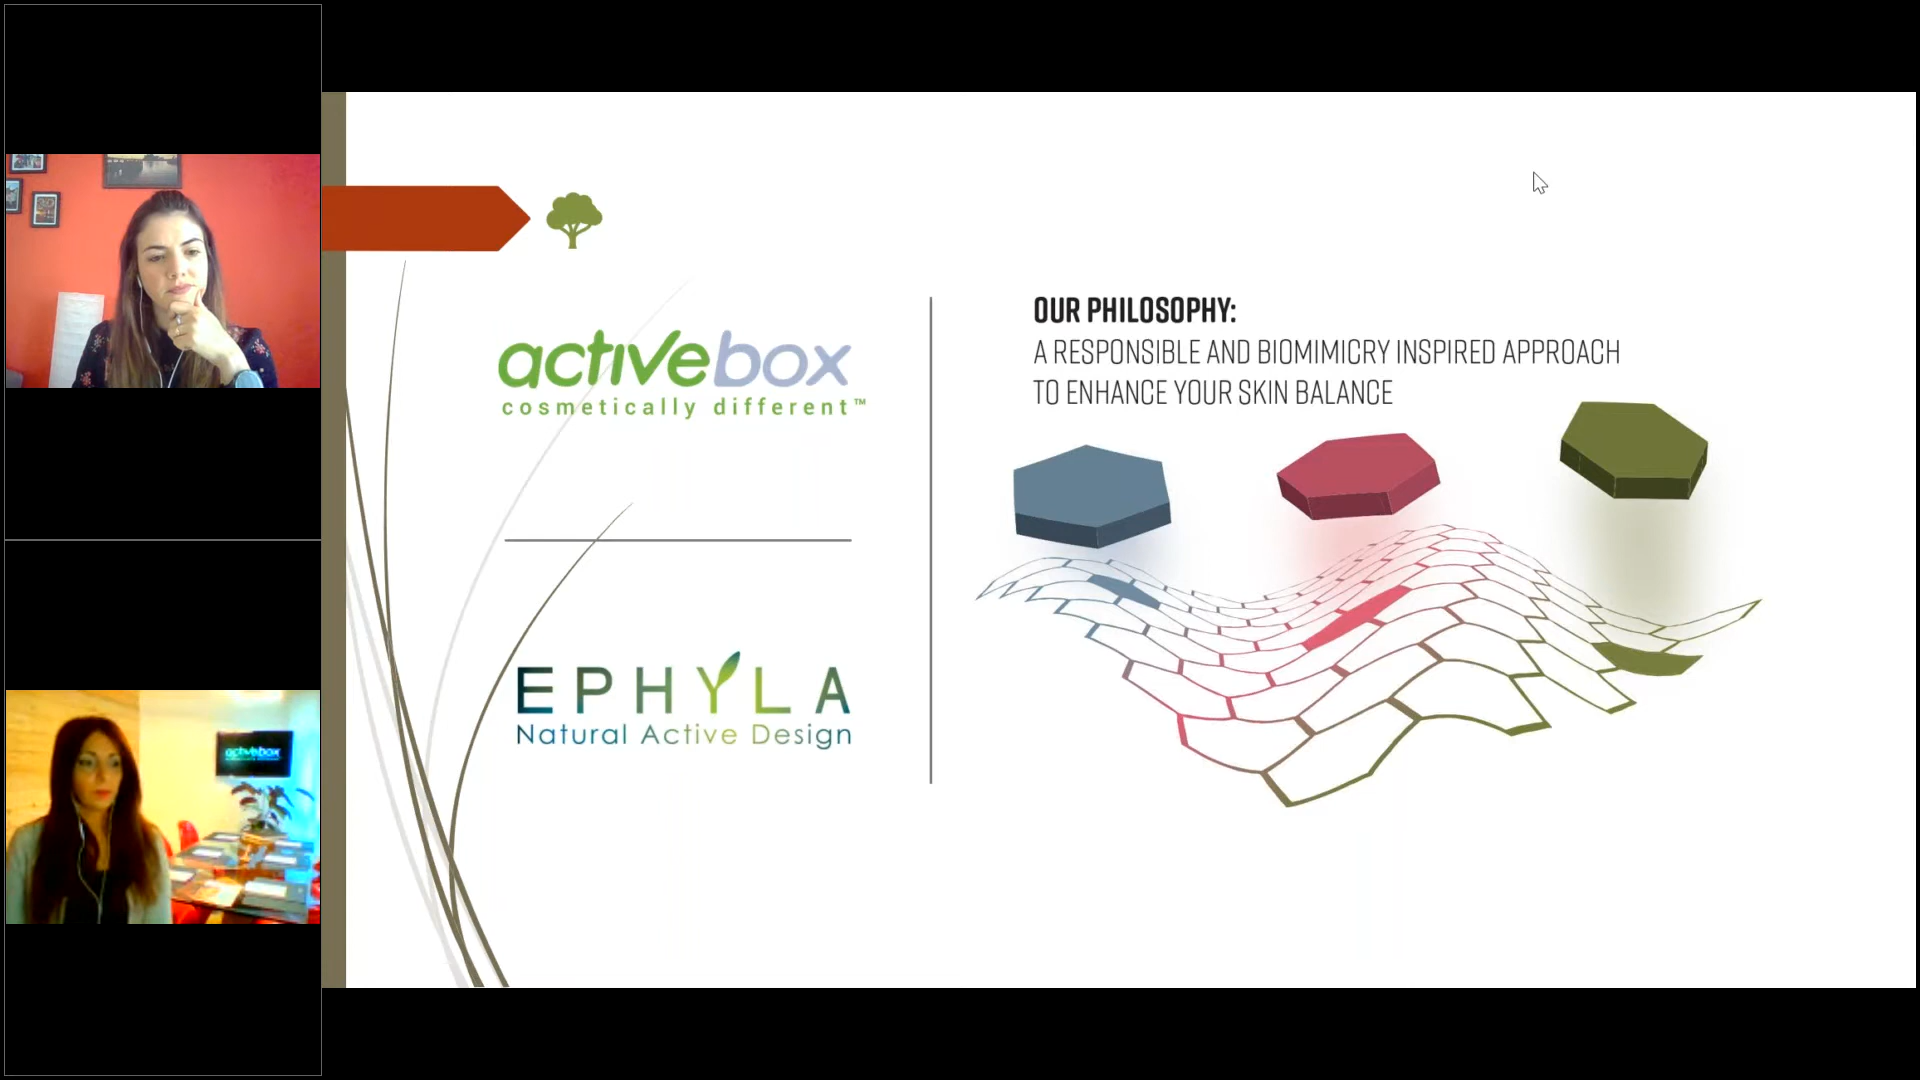 activebox
cosmetically different™
EPHYLA
Natural Active Design
OUR PHILOSOPHY:
A RESPONSIBLE AND BIOMIMICRY INSPIRED APPROACH
TO ENHANCE YOUR SKIN BALANCE
activebox